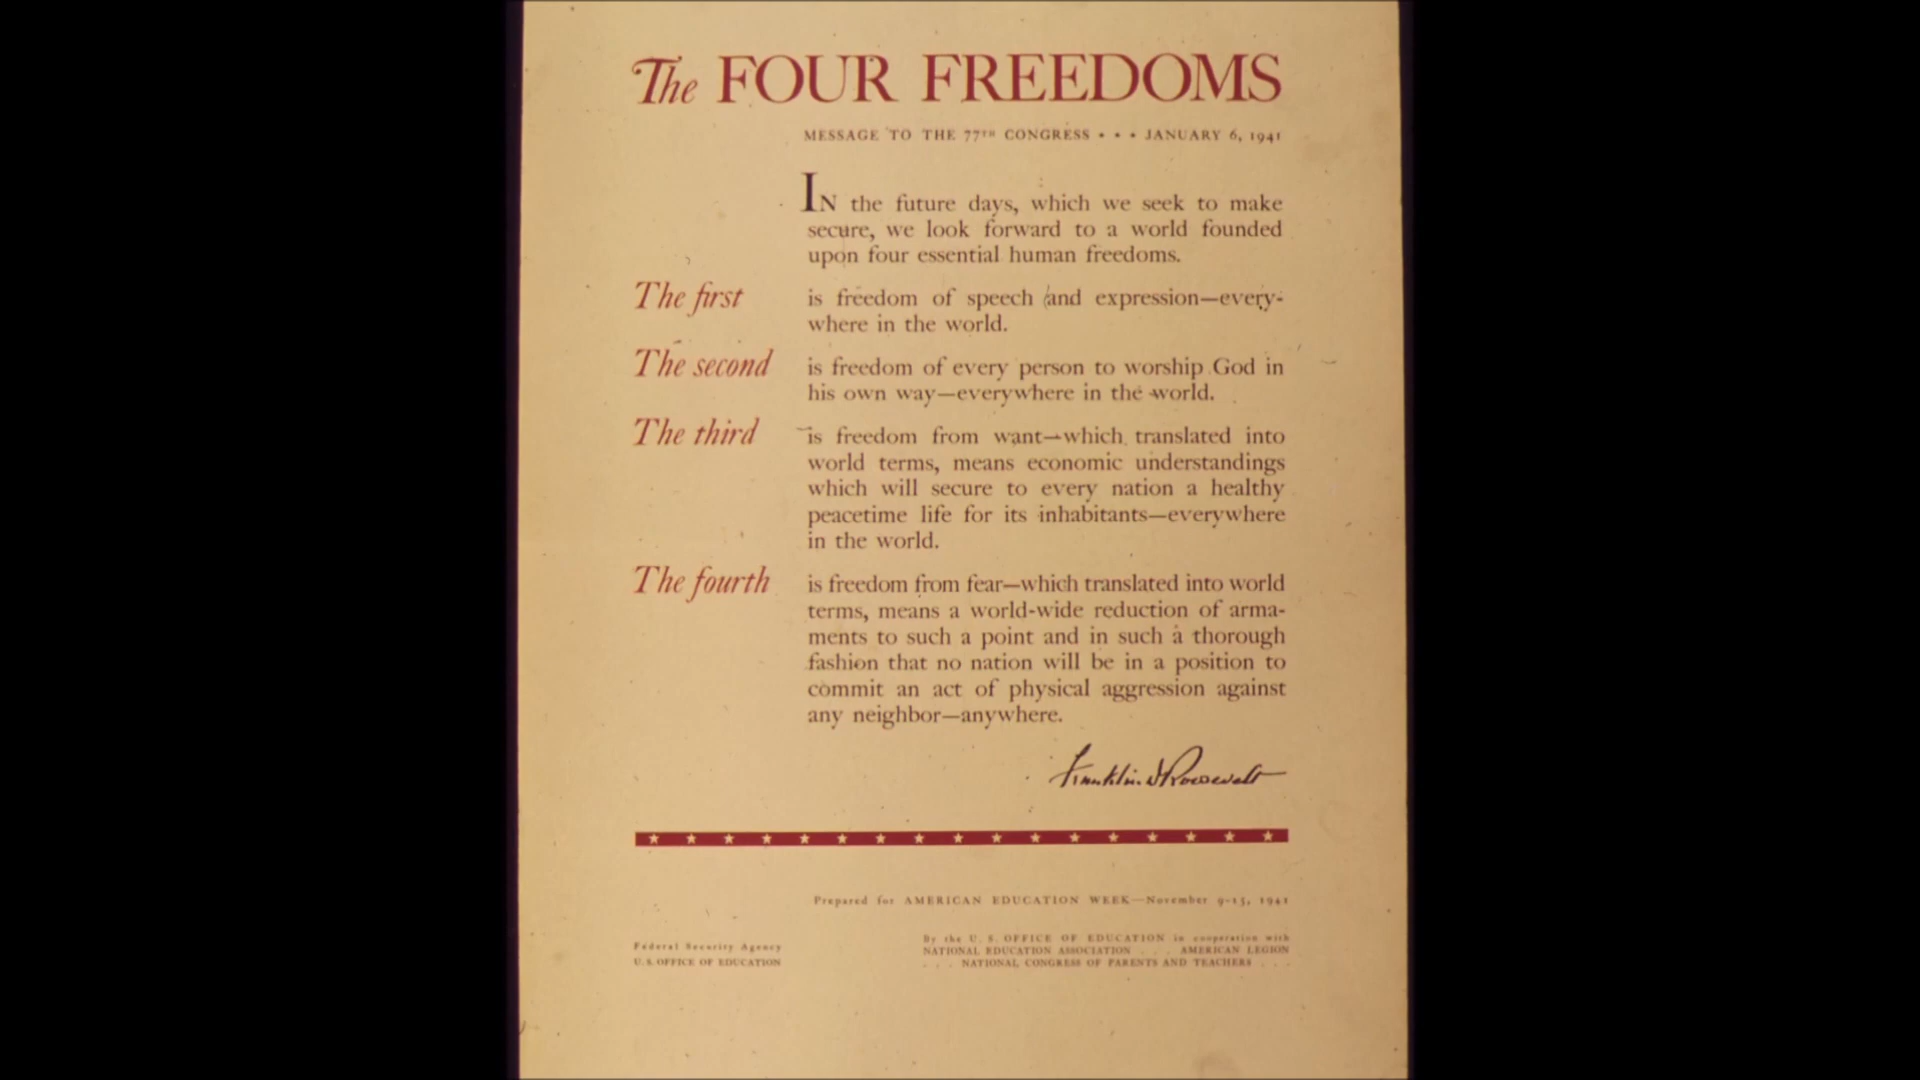 The FOUR FREEDOMS
MESSAGE TO THE 77TH CONGRESS • • • JANUARY 6, 1941
IN the future days, which we seek to make
secure, we look forward to a world founded
upon four essential human freedoms.
The first is freedom of speech and expression—every-
where in the world.
The second is freedom of every person to worship God in
his own way—everywhere in the world.
The third is freedom from want—which translated into
world terms, means economic understandings
which will secure to every nation a healthy
peacetime life for its inhabitants—everywhere
in the world.
The fourth is freedom from fear—which translated into world
terms, means a world-wide reduction of arma-
ments to such a point and in such a thorough
fashion that no nation will be in a position to
commit an act of physical aggression against
any neighbor—anywhere.
Franklin D Roosevelt
Prepared for AMERICAN EDUCATION WEEK—November 9-15, 1941
Federal Security Agency
U. S. OFFICE OF EDUCATION
By the U. S. OFFICE OF EDUCATION in cooperation with
NATIONAL EDUCATION ASSOCIATION . . . AMERICAN LEGION
. . . NATIONAL CONGRESS OF PARENTS AND TEACHERS . . .